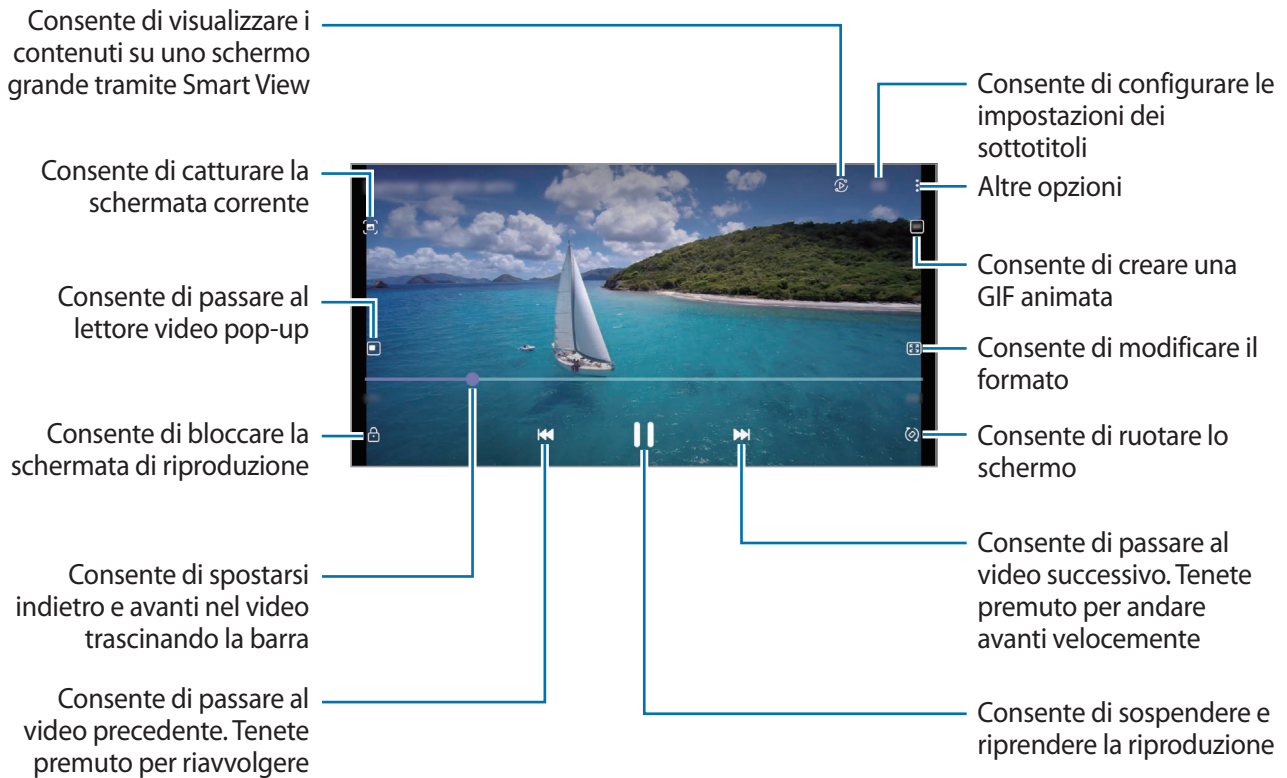 Consente di visualizzare i
contenuti su uno schermo
grande tramite Smart View
Consente di catturare la
schermata corrente
Consente di passare al
lettore video pop-up
Consente di bloccare la
schermata di riproduzione
Consente di spostarsi
indietro e avanti nel video
trascinando la barra
Consente di passare al
video precedente. Tenete
premuto per riavvolgere
Consente di configurare le
impostazioni dei
sottotitoli
Altre opzioni
Consente di creare una
GIF animata
Consente di modificare il
formato
Consente di ruotare lo
schermo
Consente di passare al
video successivo. Tenete
premuto per andare
avanti velocemente
Consente di sospendere e
riprendere la riproduzione